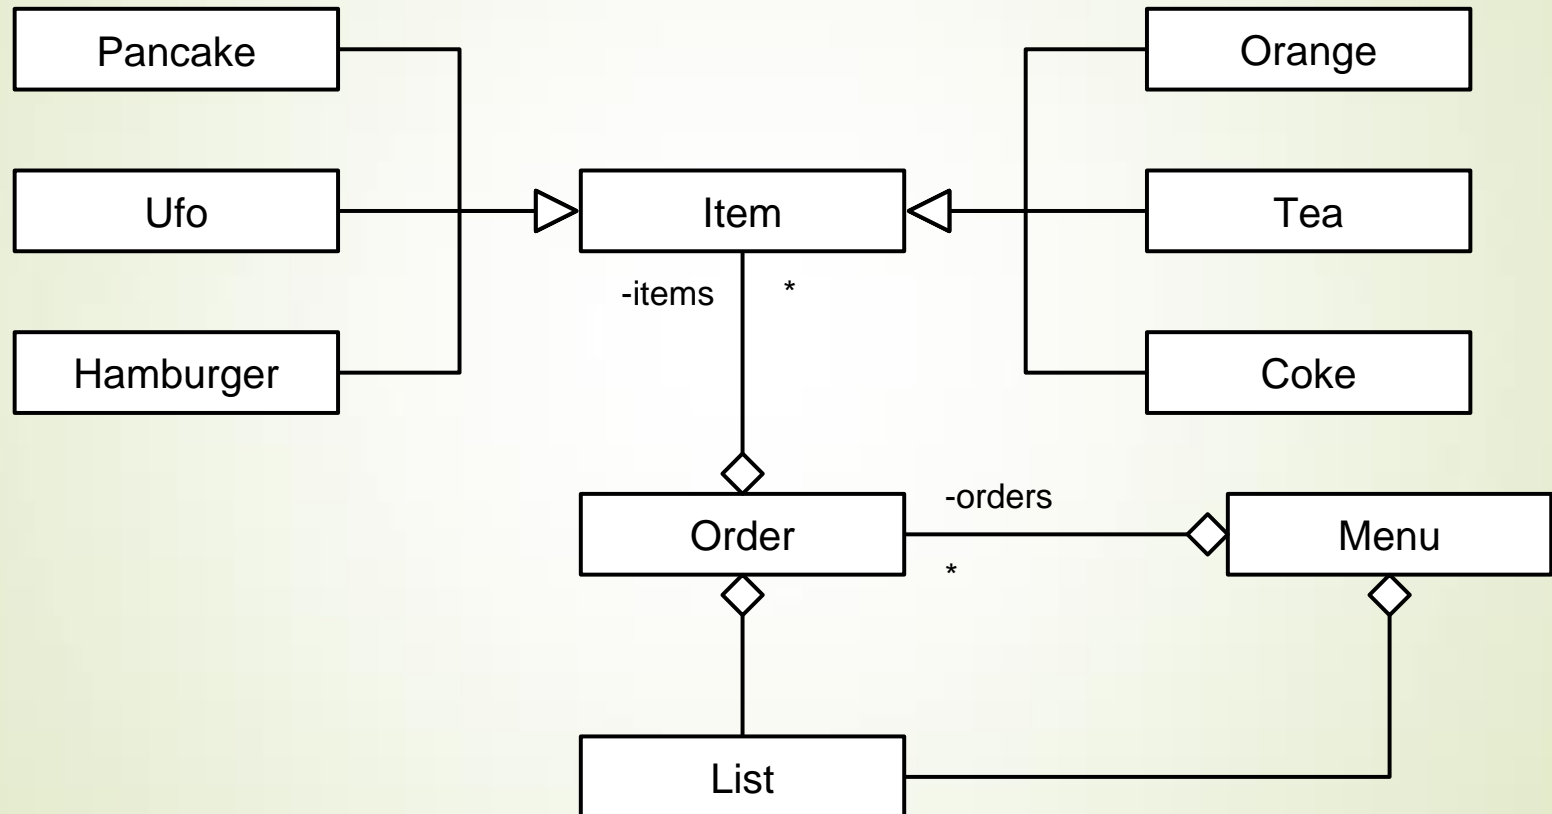 Pancake
Orange
Ufo
Item
Tea
-items
*
Hamburger
Coke
-orders
Order
Menu
*
List